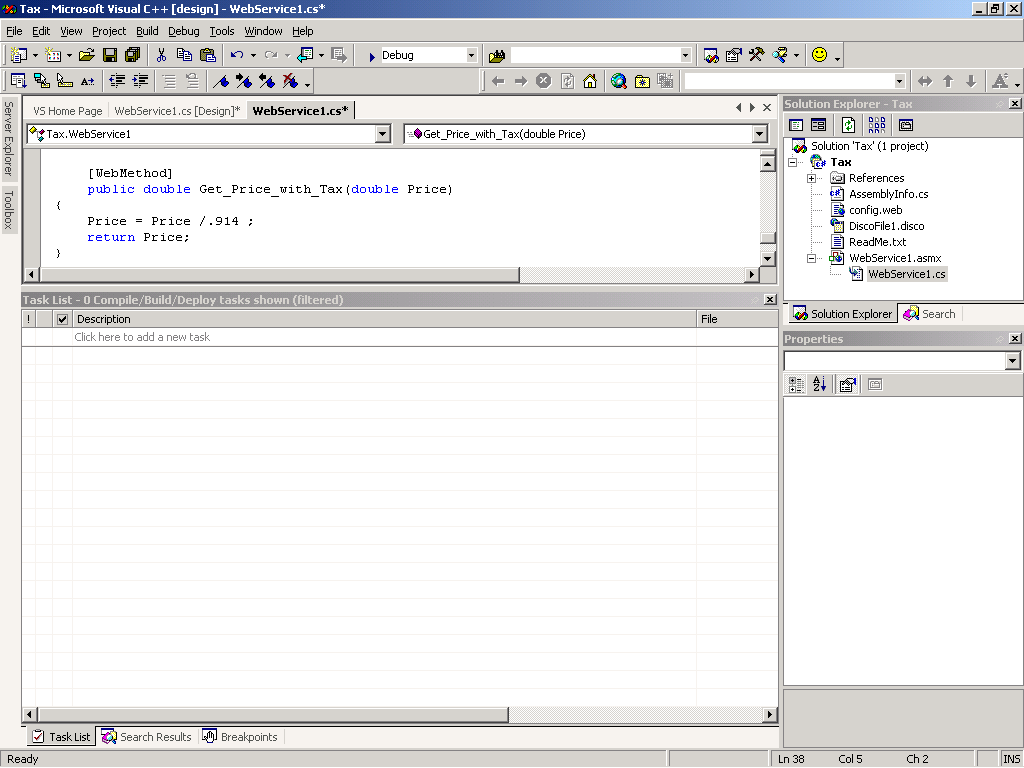 Tax - Microsoft Visual C++ [design] - WebService1.cs*
File Edit View Project Build Debug Tools Window Help
Debug
Server Explorer
Toolbox
VS Home Page WebService1.cs [Design]* WebService1.cs*
Tax.WebService1 Get_Price_with_Tax(double Price)
[WebMethod]
public double Get_Price_with_Tax(double Price)
{
Price = Price /.914 ;
return Price;
}
Task List - 0 Compile/Build/Deploy tasks shown (filtered)
! Description File
Click here to add a new task
Task List Search Results Breakpoints
Solution Explorer - Tax
Solution 'Tax' (1 project)
Tax
References
AssemblyInfo.cs
config.web
DiscoFile1.disco
ReadMe.txt
WebService1.asmx
WebService1.cs
Solution Explorer Search
Properties
Ready Ln 38 Col 5 Ch 2 INS